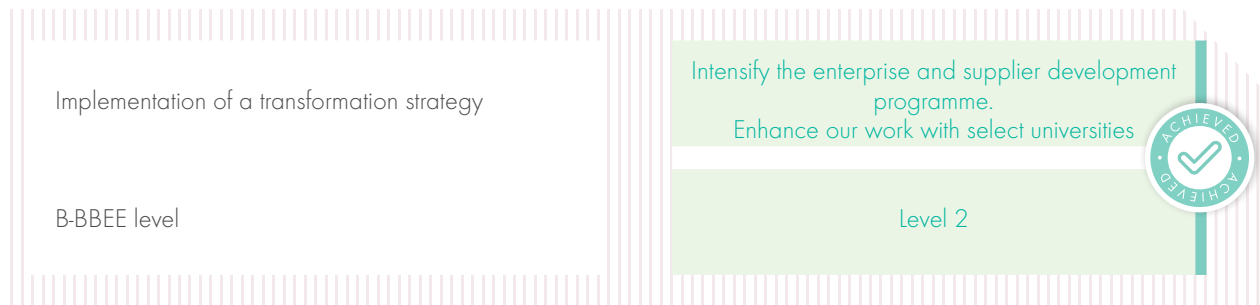 Implementation of a transformation strategy
Intensify the enterprise and supplier development
programme.
Enhance our work with select universities
ACHIEVED
ACHIEVED
B-BBEE level
Level 2